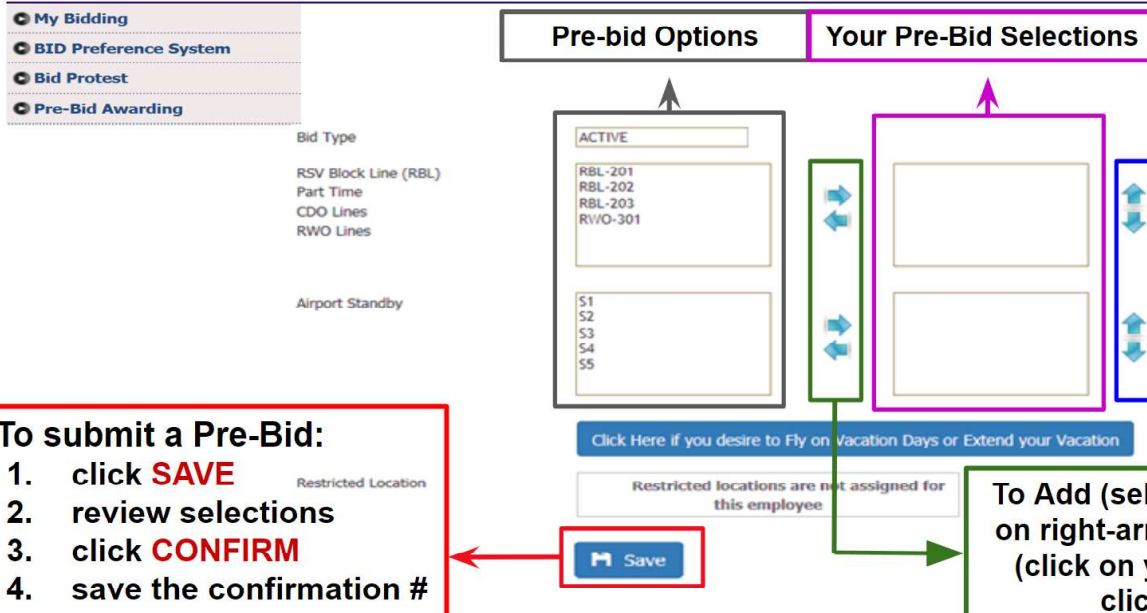 My Bidding
BID Preference System
Bid Protest
Pre-Bid Awarding
Pre-bid Options
Your Pre-Bid Selections
Bid Type
ACTIVE
RSV Block Line (RBL)
Part Time
CDO Lines
RWO Lines
RBL-201
RBL-202
RBL-203
RWO-301
Airport Standby
S1
S2
S3
S4
S5
Click Here if you desire to Fly on Vacation Days or Extend your Vacation
Restricted Location
Restricted locations are not assigned for
this employee
Save
To submit a Pre-Bid:
1. click SAVE
2. review selections
3. click CONFIRM
4. save the confirmation #
To Add (sel
on right-arr
(click on
clic